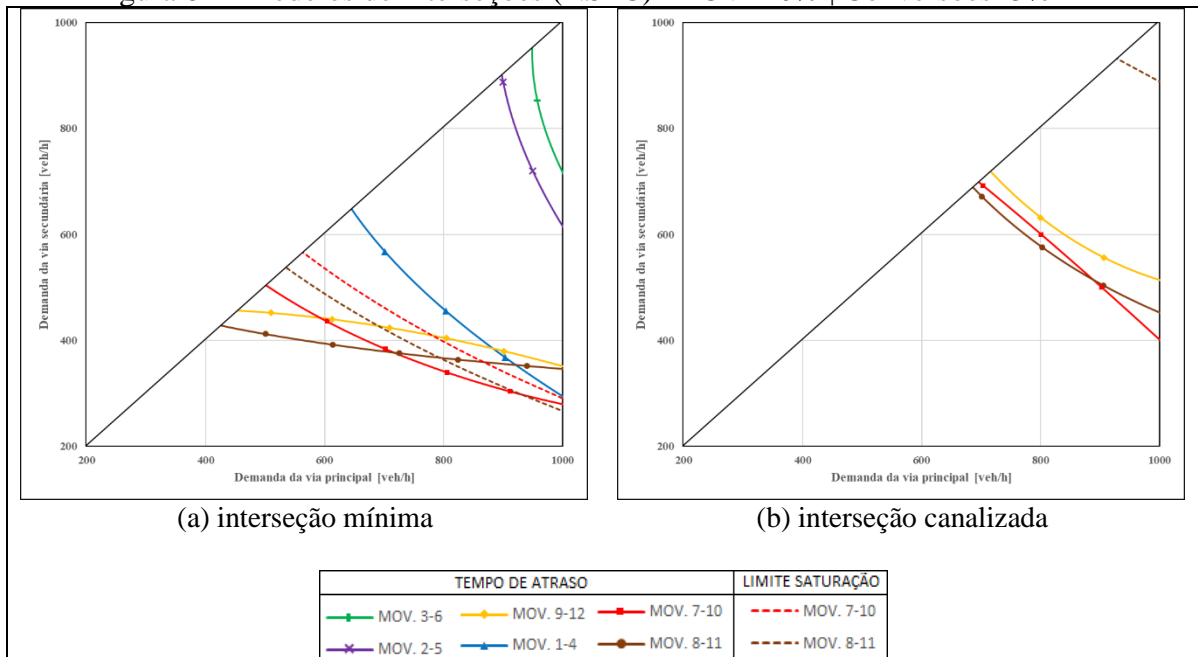 1000
800
600
400
200
Demanda da via secundária [veh/h]
200 400 600 800 1000
Demanda da via principal [veh/h]
(a) interseção mínima
1000
800
600
400
200
Demanda da via secundária [veh/h]
200 400 600 800 1000
Demanda da via principal [veh/h]
(b) interseção canalizada
TEMPO DE ATRASO LIMITE SATURAÇÃO
MOV. 3-6 MOV. 9-12 MOV. 7-10 MOV. 7-10
MOV. 2-5 MOV. 1-4 MOV. 8-11 MOV. 8-11